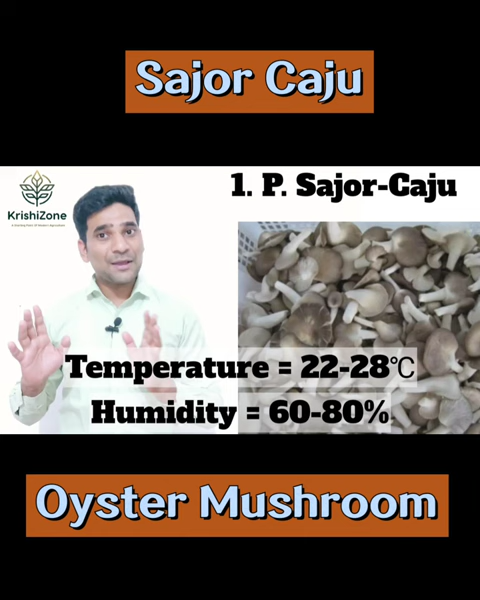 Sajor Caju
KrishiZone
1. P. Sajor-Caju
Temperature = 22-28℃
Humidity = 60-80%
Oyster Mushroom